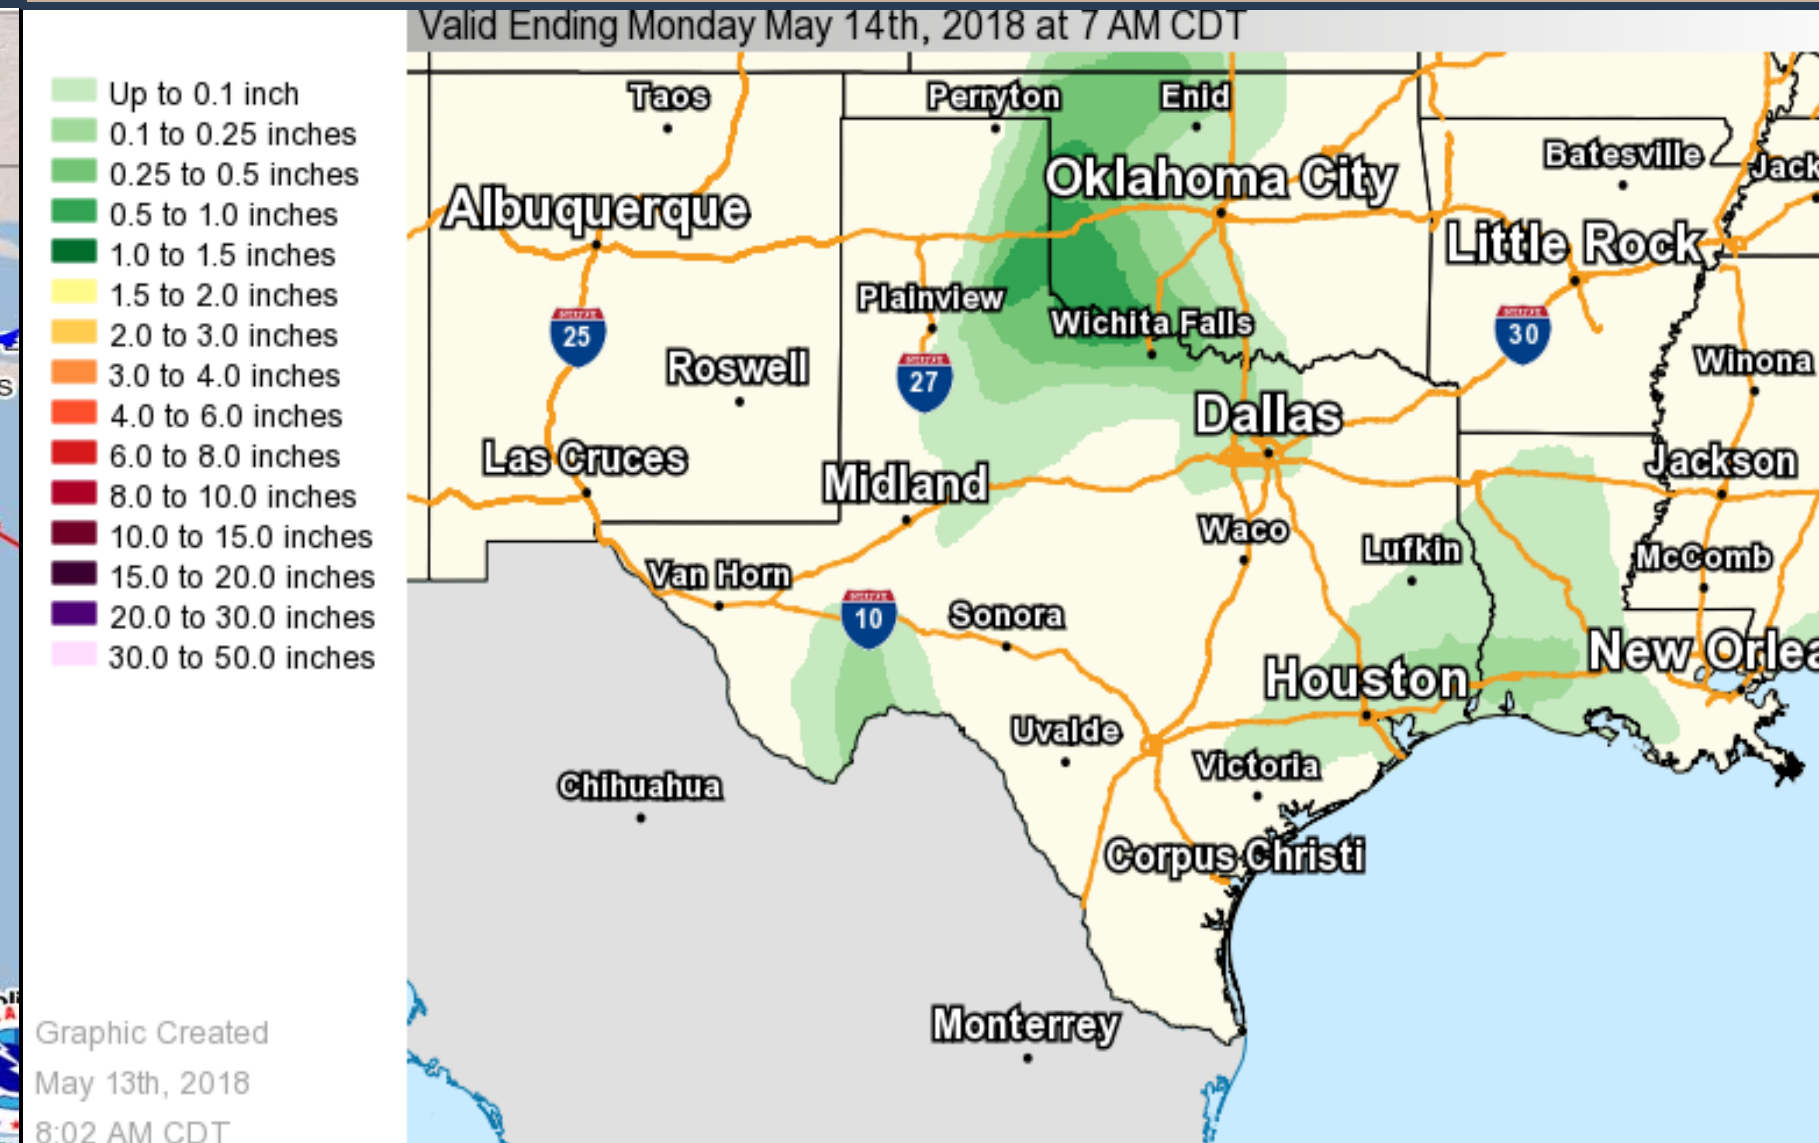 Valid Ending Monday May 14th, 2018 at 7 AM CDT
Up to 0.1 inch
0.1 to 0.25 inches
0.25 to 0.5 inches
0.5 to 1.0 inches
1.0 to 1.5 inches
1.5 to 2.0 inches
2.0 to 3.0 inches
3.0 to 4.0 inches
4.0 to 6.0 inches
6.0 to 8.0 inches
8.0 to 10.0 inches
10.0 to 15.0 inches
15.0 to 20.0 inches
20.0 to 30.0 inches
30.0 to 50.0 inches
Graphic Created
May 13th, 2018
8:02 AM CDT
Taos
Perryton
Enid
Batesville
Jack
Oklahoma City
Albuquerque
Little Rock
Plainview
Wichita Falls
25
30
27
Roswell
Winona
Dallas
Las Cruces
Midland
Jackson
Waco
Lufkin
McComb
Van Horn
10
Sonora
New Orlea
Houston
Uvalde
Victoria
Chihuahua
Corpus Christi
Monterrey